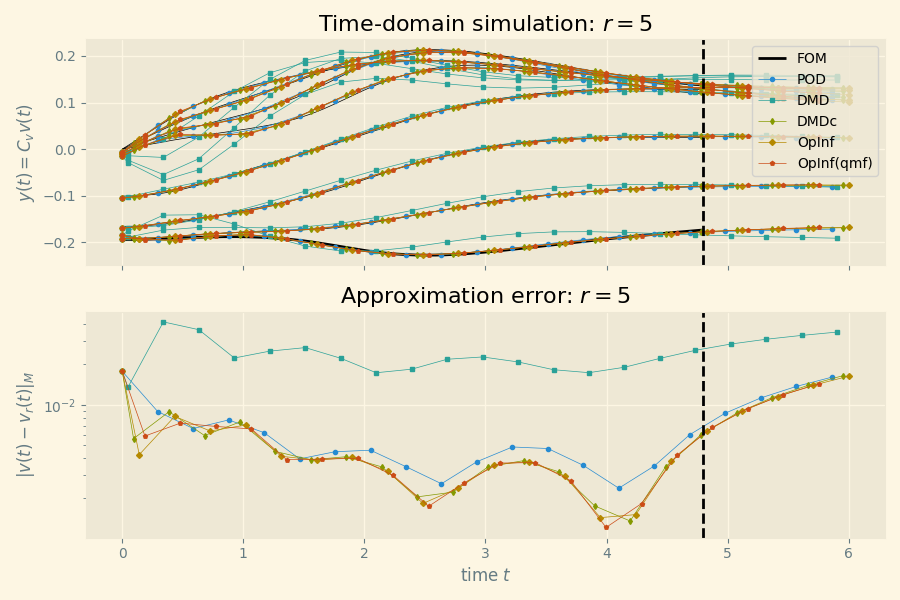 Time-domain simulation: r = 5
y(t) = C_v v(t)
0.2
0.1
0.0
−0.1
−0.2
FOM
POD
DMD
DMDc
OpInf
OpInf(qmf)
Approximation error: r = 5
|v(t) − v_r(t)|_M
10⁻²
0 1 2 3 4 5 6
time t